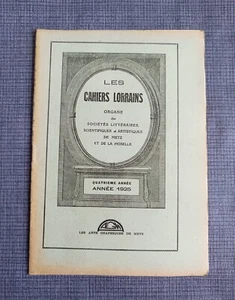 LES
CAHIERS LORRAINS
ORGANE des
SOCIÉTÉS LITTÉRAIRES,
SCIENTIFIQUES et ARTISTIQUES
DE METZ
ET DE LA MOSELLE
QUATRIÈME ANNÉE
ANNÉE 1925
LES ARTS GRAPHIQUES DE METZ